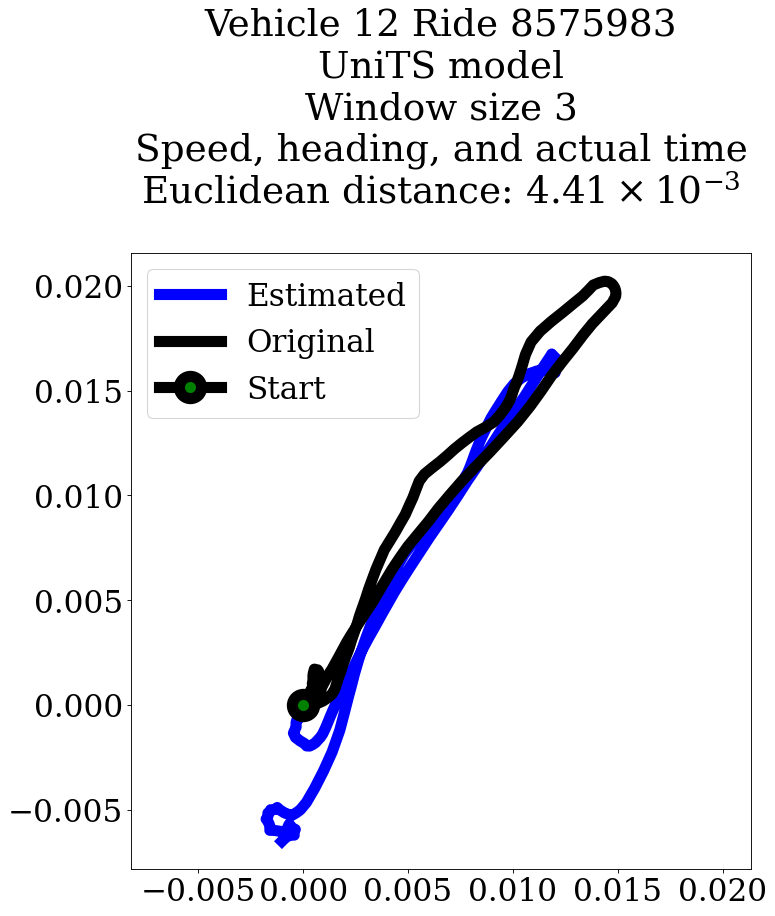 Vehicle 12 Ride 8575983
UniTS model
Window size 3
Speed, heading, and actual time
Euclidean distance: 4.41 × 10⁻³
Estimated
Original
Start
0.020
0.015
0.010
0.005
0.000
−0.005
−0.005 0.000 0.005 0.010 0.015 0.020